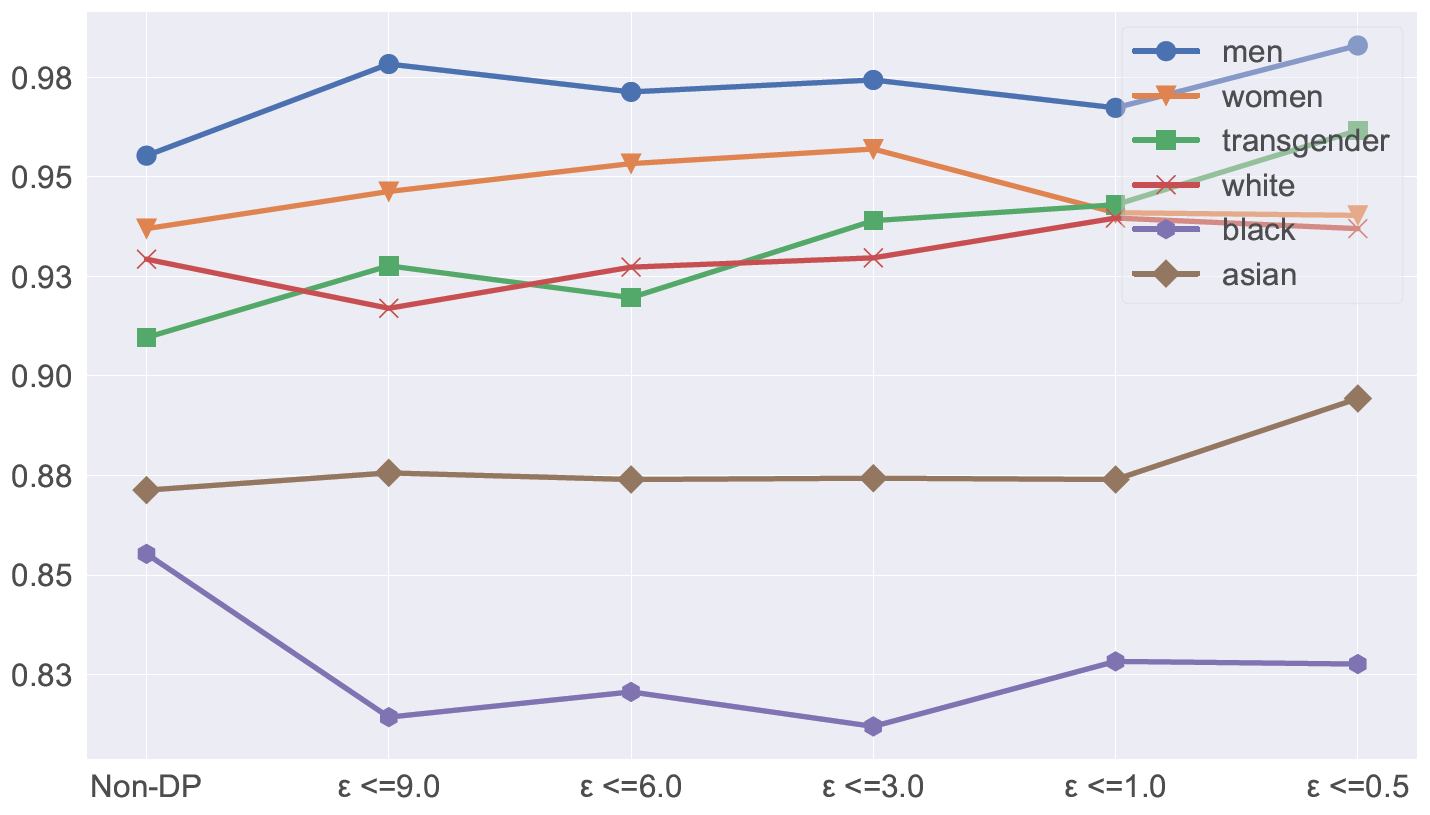 0.98
0.95
0.93
0.90
0.88
0.85
0.83
men
women
transgender
white
black
asian
Non-DP
ε <=9.0
ε <=6.0
ε <=3.0
ε <=1.0
ε <=0.5